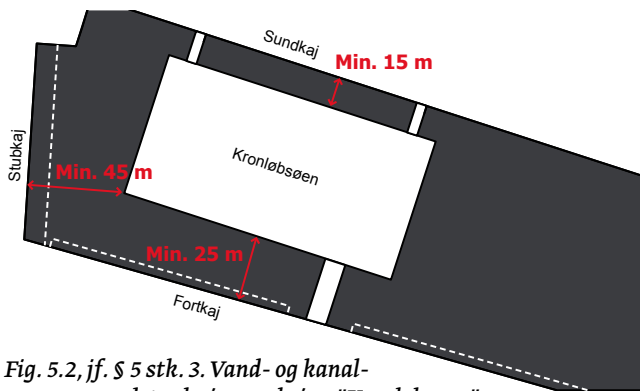 Sundkaj
Min. 15 m
Kronløbsøen
Stubkaj
Min. 45 m
Min. 25 m
Fortkaj
Fig. 5.2, jf. § 5 stk. 3. Vand- og kanal-